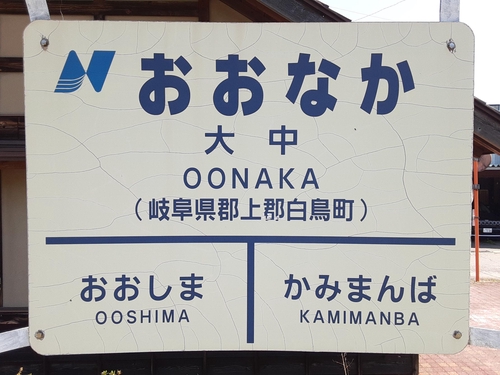 おおなか
大中
OONAKA
（岐阜県郡上郡白鳥町）
おおしま
OOSHIMA
かみまんば
KAMIMANBA